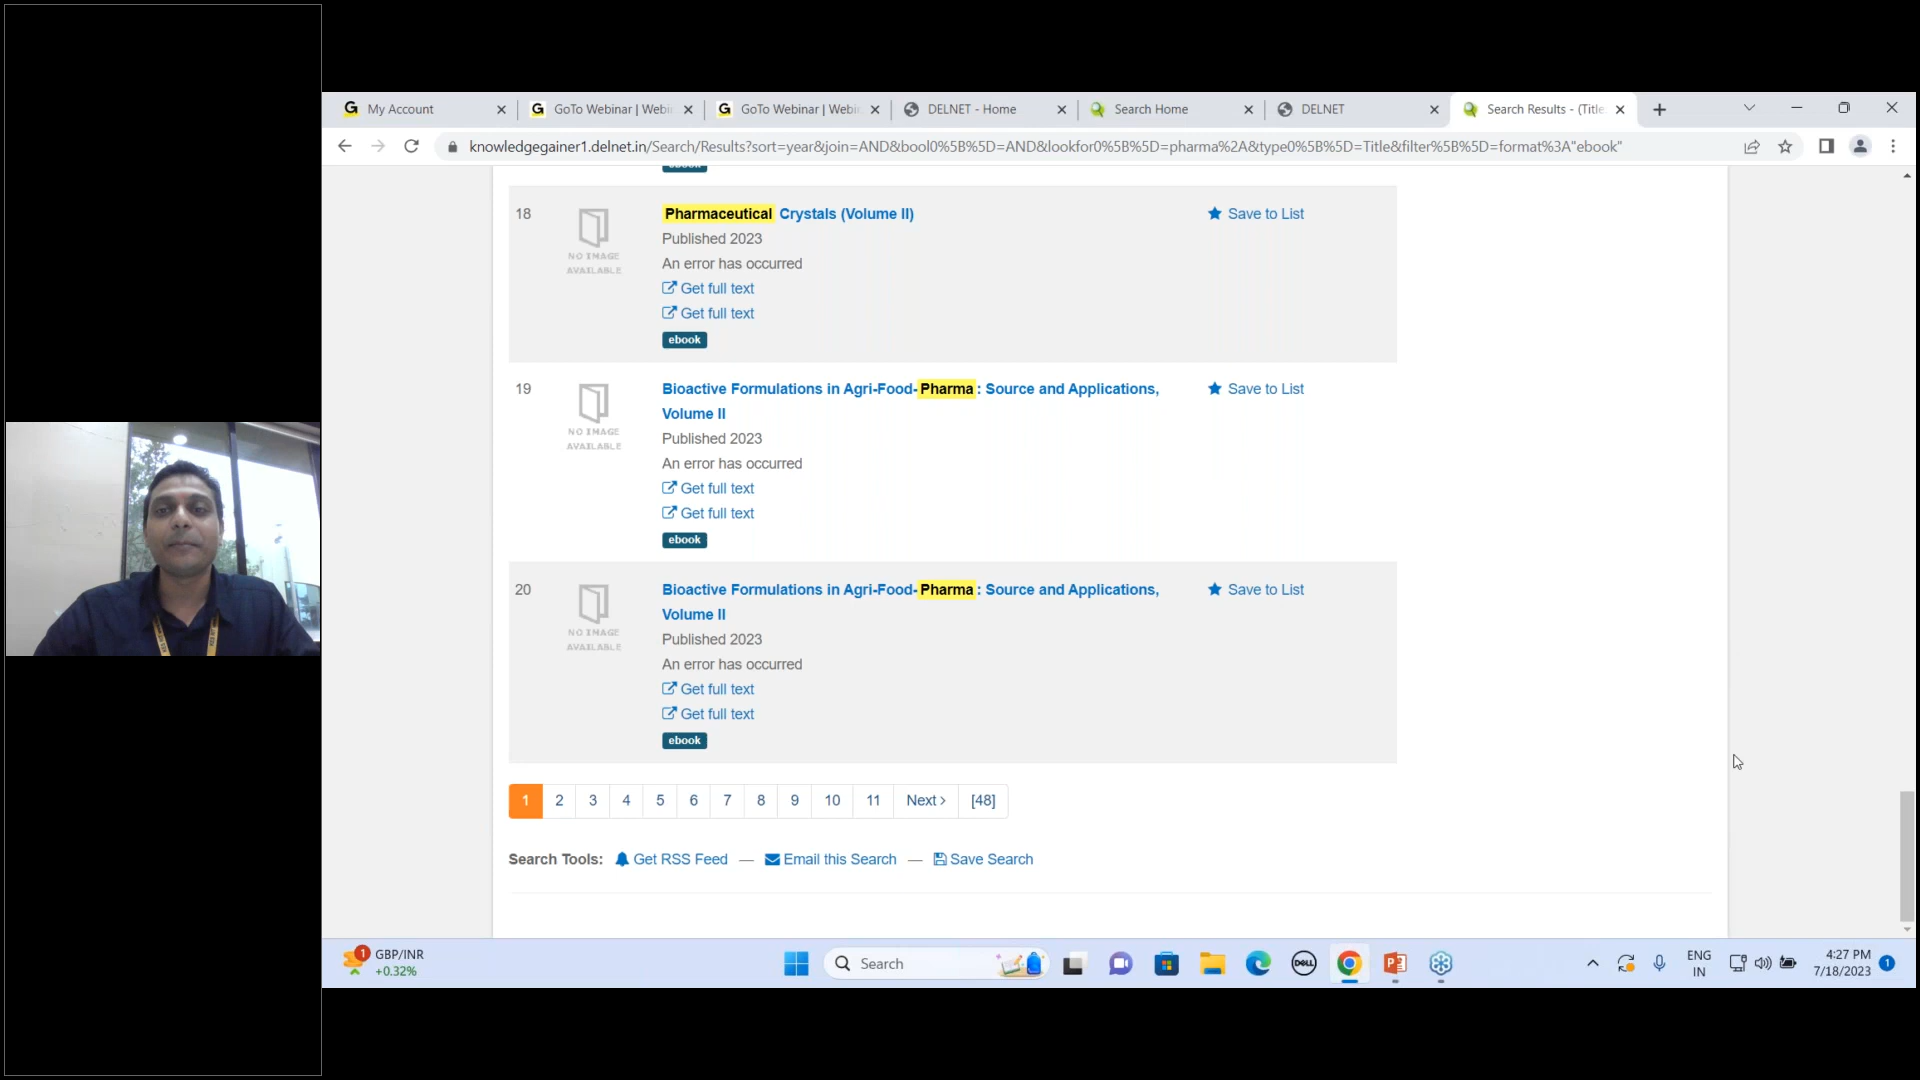 My Account
GoTo Webinar | Webi
GoTo Webinar | Webi
DELNET - Home
Search Home
DELNET
Search Results - (Title
knowledgegainer1.delnet.in/Search/Results?sort=year&join=AND&bool0%5B%5D=AND&lookfor0%5B%5D=pharma%2A&type0%5B%5D=Title&filter%5B%5D=format%3A"ebook"
18
NO IMAGE
AVAILABLE
Pharmaceutical Crystals (Volume II)
Published 2023
An error has occurred
Get full text
Get full text
ebook
Save to List
19
NO IMAGE
AVAILABLE
Bioactive Formulations in Agri-Food-Pharma: Source and Applications,
Volume II
Published 2023
An error has occurred
Get full text
Get full text
ebook
Save to List
20
NO IMAGE
AVAILABLE
Bioactive Formulations in Agri-Food-Pharma: Source and Applications,
Volume II
Published 2023
An error has occurred
Get full text
Get full text
ebook
Save to List
1 2 3 4 5 6 7 8 9 10 11 Next › [48]
Search Tools: Get RSS Feed — Email this Search — Save Search
1
GBP/INR
+0.32%
Search
DELL
ENG
IN
4:27 PM
7/18/2023
1